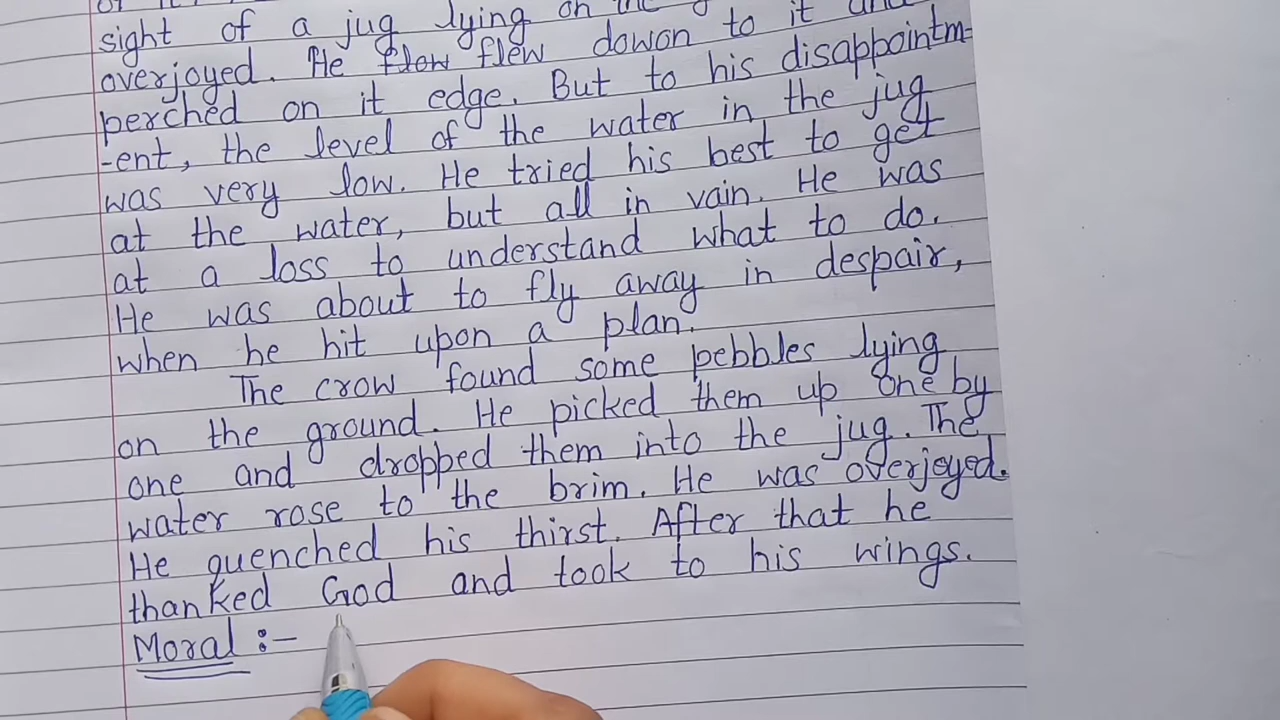 sight of a jug lying on the
overjoyed. He flow flew dowon to it and
perched on it edge. But to his disappointm-
-ent, the level of the water in the jug
was very low. He tried his best to get
at the water, but all in vain. He was
at a loss to understand what to do.
He was about to fly away in despair,
when he hit upon a plan.
The crow found some pebbles lying
on the ground. He picked them up one by
one and dropped them into the jug. The
water rose to the brim. He was overjoyed.
He quenched his thirst. After that he
thanked God and took to his wings.
Moral :-